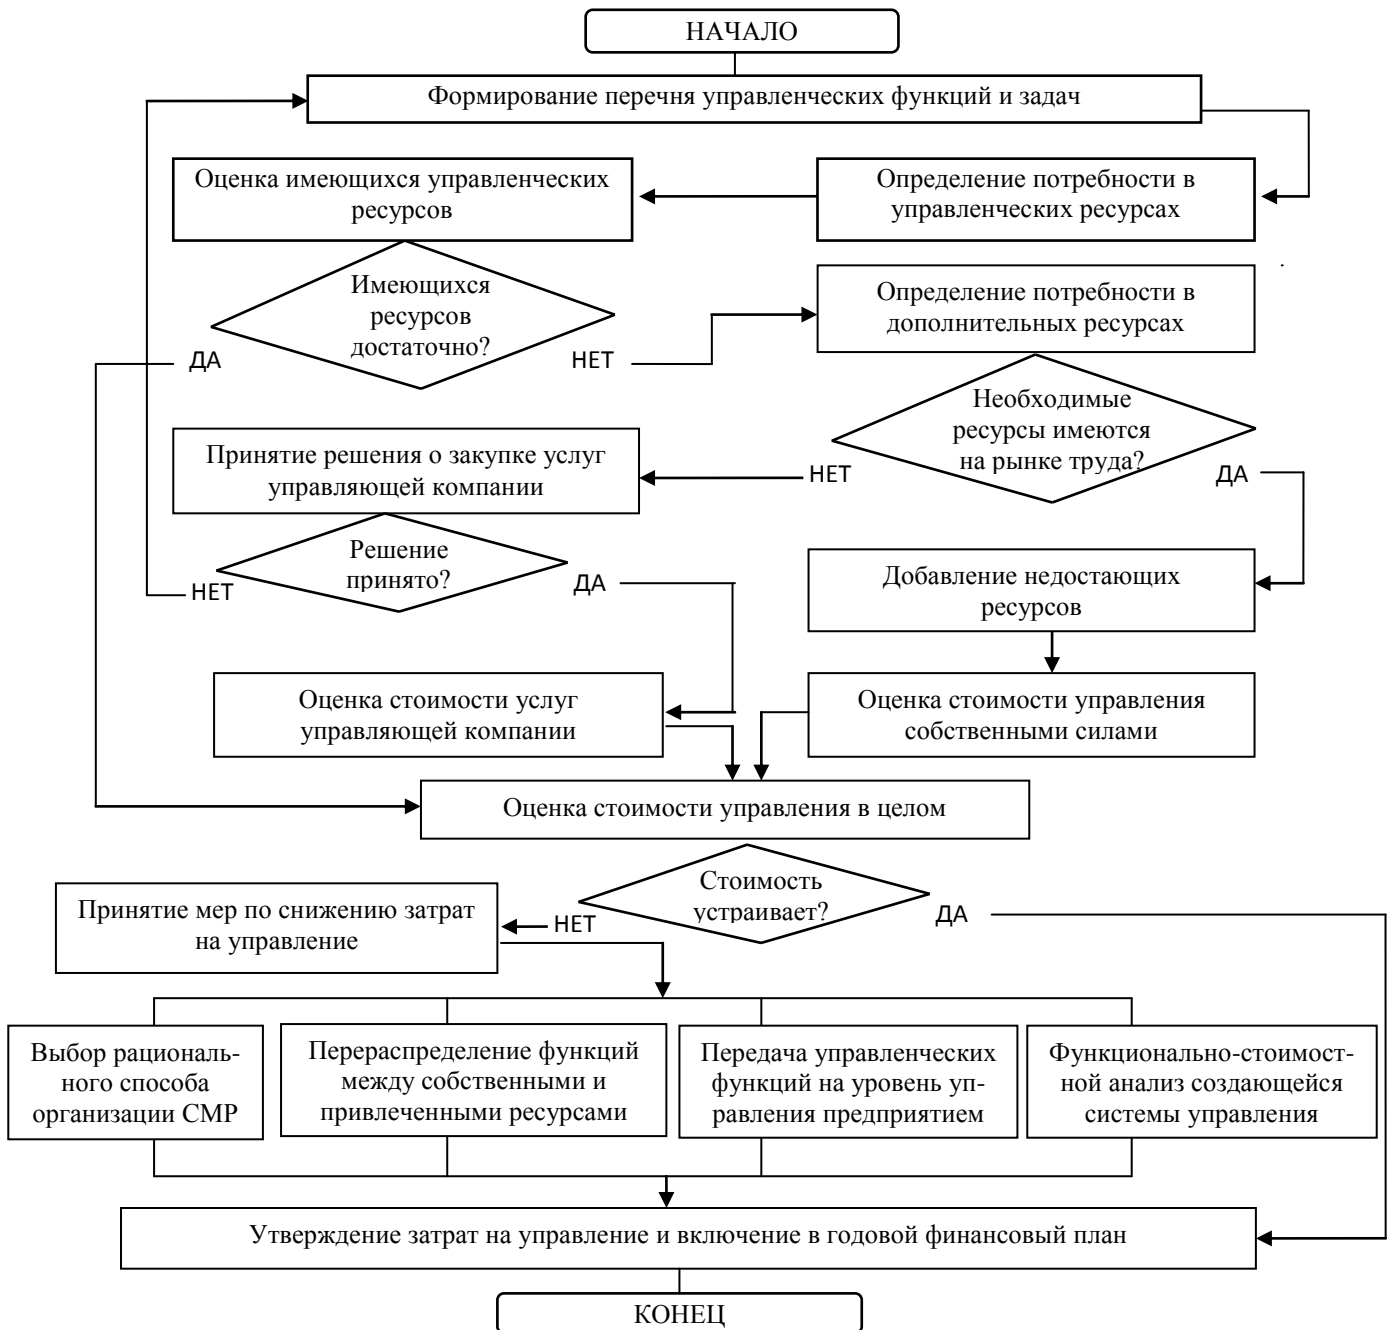 НАЧАЛО
Формирование перечня управленческих функций и задач
Оценка имеющихся управленческих
ресурсов
Определение потребности в
управленческих ресурсах
Имеющихся
ресурсов
достаточно?
ДА
НЕТ
Определение потребности в
дополнительных ресурсах
Необходимые
ресурсы имеются
на рынке труда?
НЕТ
ДА
Принятие решения о закупке услуг
управляющей компании
Решение
принято?
НЕТ
ДА
Добавление недостающих
ресурсов
Оценка стоимости услуг
управляющей компании
Оценка стоимости управления
собственными силами
Оценка стоимости управления в целом
Стоимость
устраивает?
НЕТ
ДА
Принятие мер по снижению затрат
на управление
Выбор рациональ-
ного способа
организации СМР
Перераспределение функций
между собственными и
привлеченными ресурсами
Передача управленческих
функций на уровень уп-
равления предприятием
Функционально-стоимост-
ной анализ создающейся
системы управления
Утверждение затрат на управление и включение в годовой финансовый план
КОНЕЦ